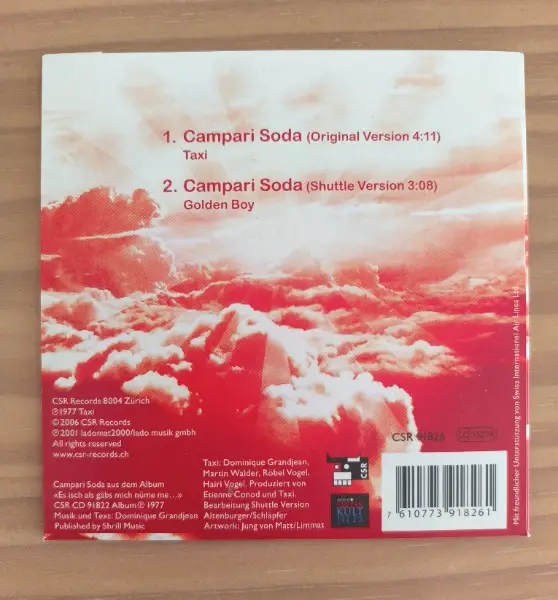 1. Campari Soda (Original Version 4:11)
Taxi
2. Campari Soda (Shuttle Version 3:08)
Golden Boy
CSR Records 8004 Zürich
℗1977 Taxi
©2006 CSR Records
℗2001 ladomat2000/lado musik gmbh
All rights reserved
www.csr-records.ch
Campari Soda aus dem Album
«Es isch als gäbs mich nüme me...»
CSR CD 91822 Album ℗ 1977
Musik und Text: Dominique Grandjean
Published by Shrill Music
Taxi: Dominique Grandjean,
Martin Walder, Röbel Vogel,
Hairi Vogel. Produziert von
Etienne Conod und Taxi.
Bearbeitung Shuttle Version
Altenburger/Schläpfer
Artwork: Jung von Matt/Limmat
CSR
KULT
CSR 91826
7 610773 918261
Mit freundlicher Unterstützung von Swiss International Air Lines Ltd.